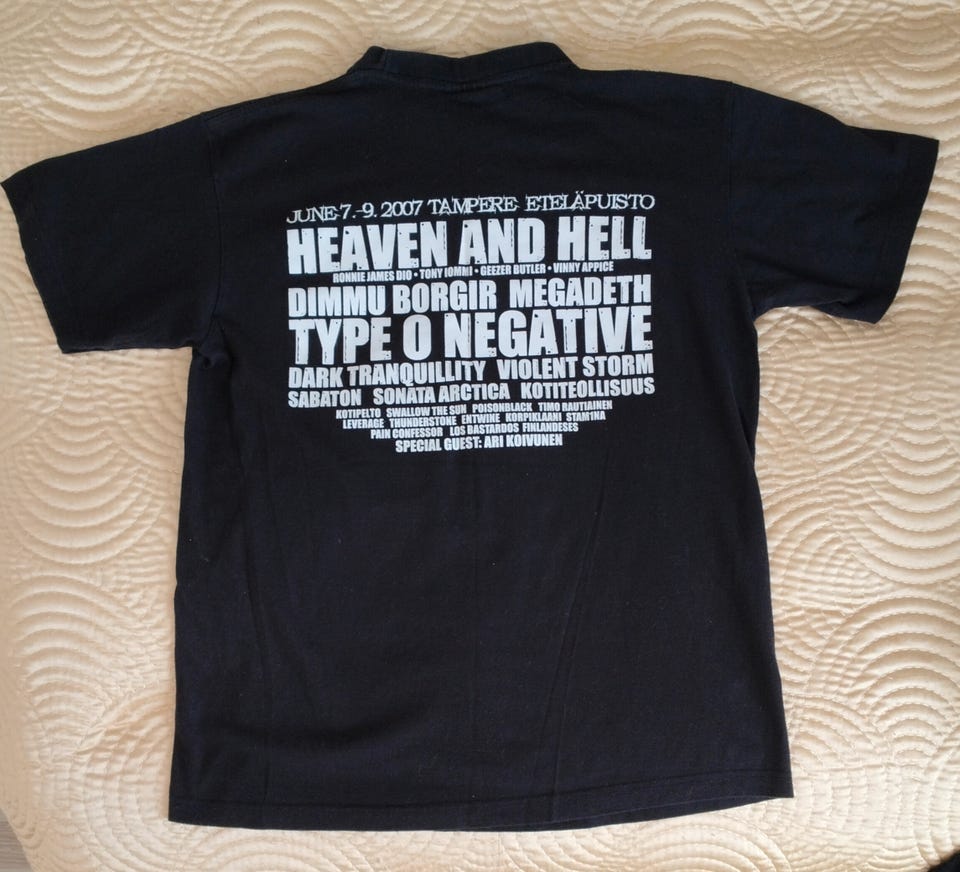 JUNE 7.-9. 2007 TAMPERE ETELÄPUISTO
HEAVEN AND HELL
RONNIE JAMES DIO • TONY IOMMI • GEEZER BUTLER • VINNY APPICE
DIMMU BORGIR MEGADETH
TYPE O NEGATIVE
DARK TRANQUILLITY VIOLENT STORM
SABATON SONATA ARCTICA KOTITEOLLISUUS
KOTIPELTO SWALLOW THE SUN POISONBLACK TIMO RAUTIAINEN
LEVERAGE THUNDERSTONE ENTWINE KORPIKLAANI STAM1NA
PAIN CONFESSOR LOS BASTARDOS FINLANDESES
SPECIAL GUEST: ARI KOIVUNEN